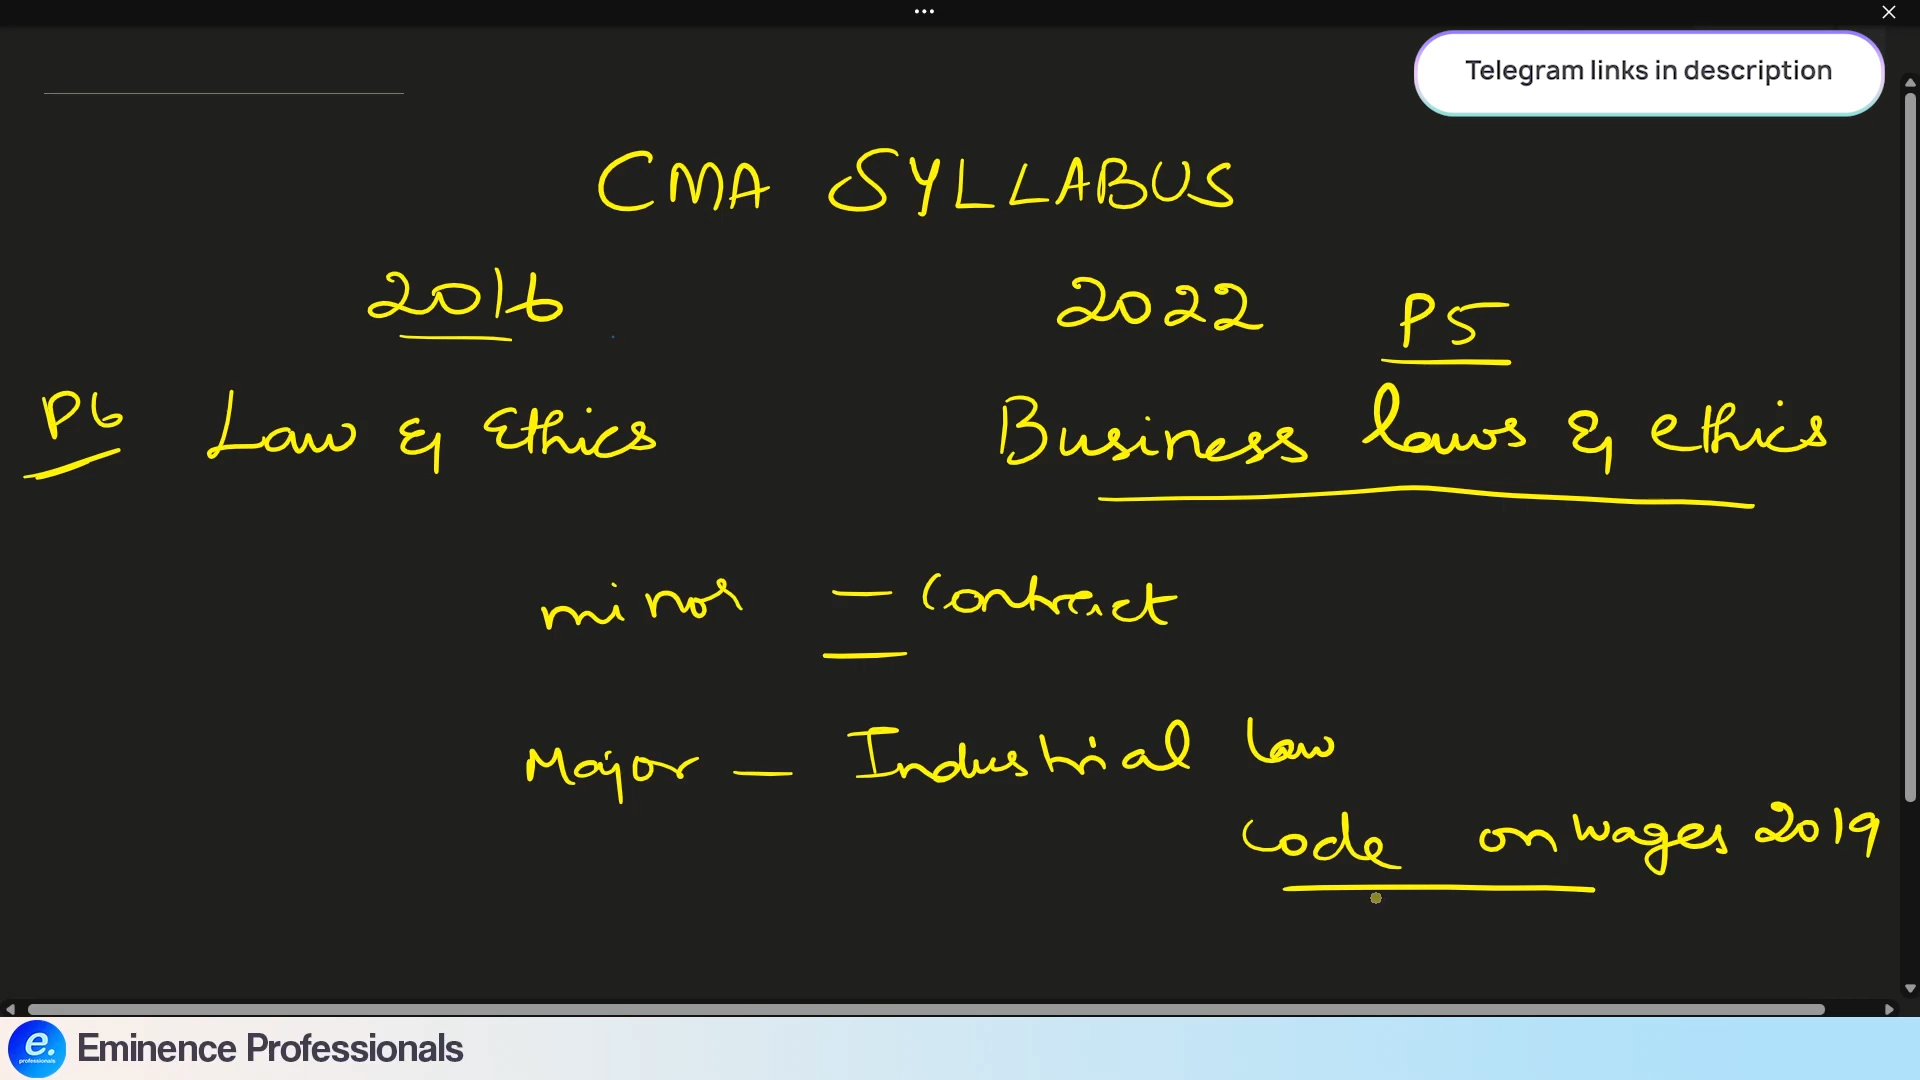 Telegram links in description
CMA SYLLABUS
2016
2022 P5
P6 Law & Ethics
Business laws & ethics
minor — Contract
Major — Industrial Law
Code on wages 2019
e.
professionals
Eminence Professionals